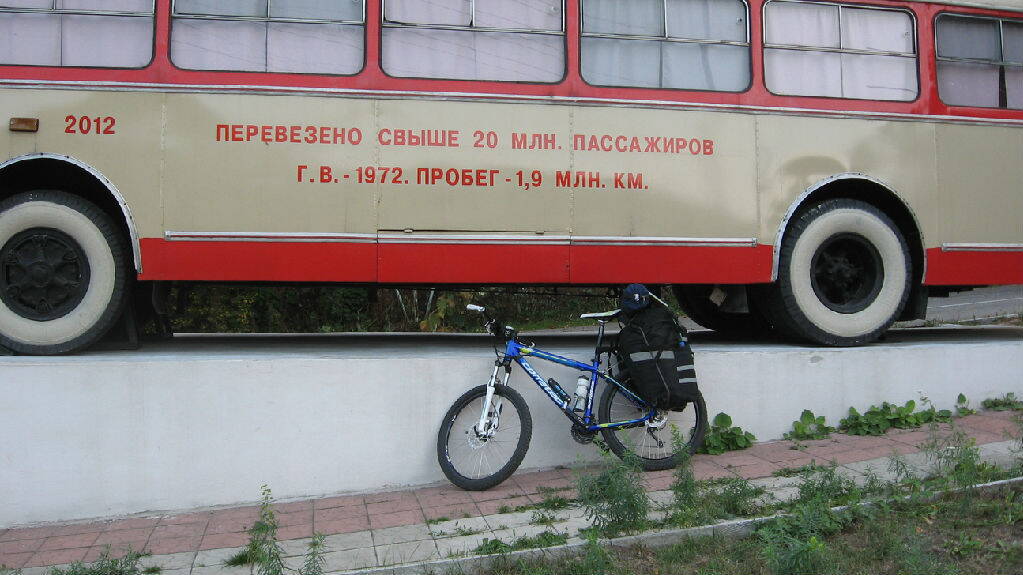 2012
ПЕРЕВЕЗЕНО СВЫШЕ 20 МЛН. ПАССАЖИРОВ
Г.В.-1972. ПРОБЕГ-1,9 МЛН. КМ.